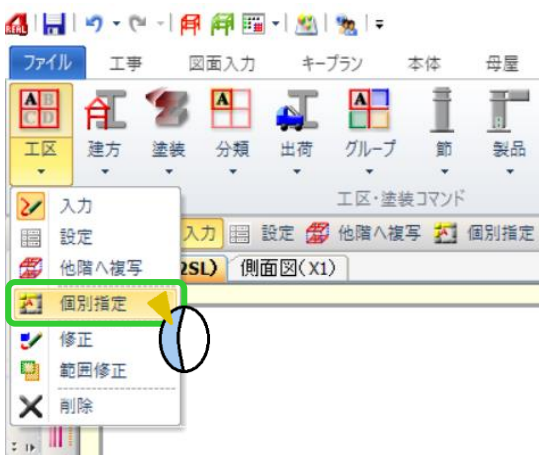 REAL
ファイル 工事 図面入力 キープラン 本体 母屋
A B
C D
A
A
工区 建方 塗装 分類 出荷 グループ 節 製品
工区・塗装コマンド
入力 設定 他階へ複写 個別指定
2SL) 側面図(X1)
入力
設定
他階へ複写
個別指定
修正
範囲修正
削除